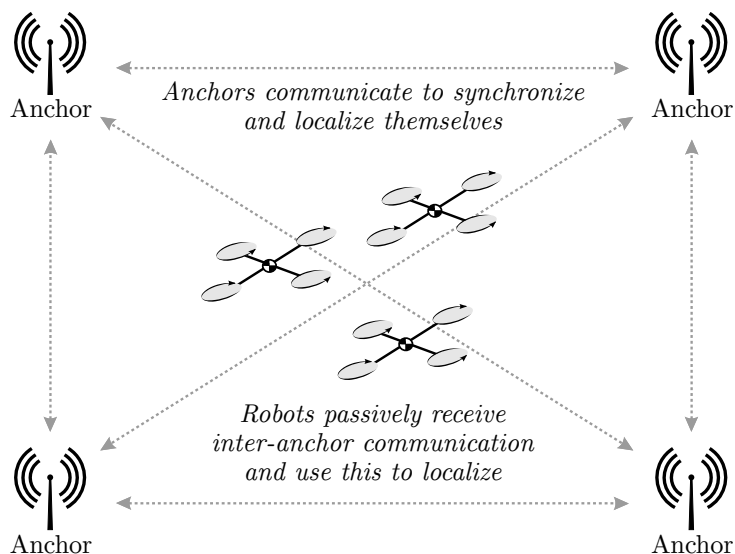 Anchor
Anchor
Anchors communicate to synchronize
and localize themselves
Robots passively receive
inter-anchor communication
and use this to localize
Anchor
Anchor